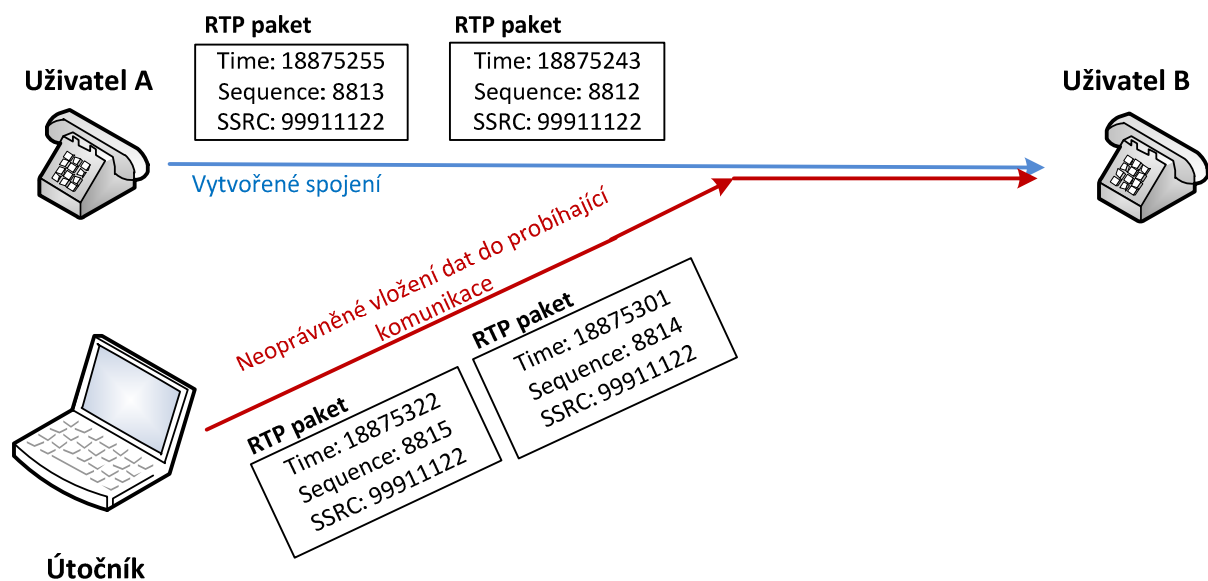 RTP paket
Time: 18875255
Sequence: 8813
SSRC: 99911122
RTP paket
Time: 18875243
Sequence: 8812
SSRC: 99911122
Uživatel A
Uživatel B
Vytvořené spojení
Neoprávněné vložení dat do probíhající
komunikace
RTP paket
Time: 18875301
Sequence: 8814
SSRC: 99911122
RTP paket
Time: 18875322
Sequence: 8815
SSRC: 99911122
Útočník